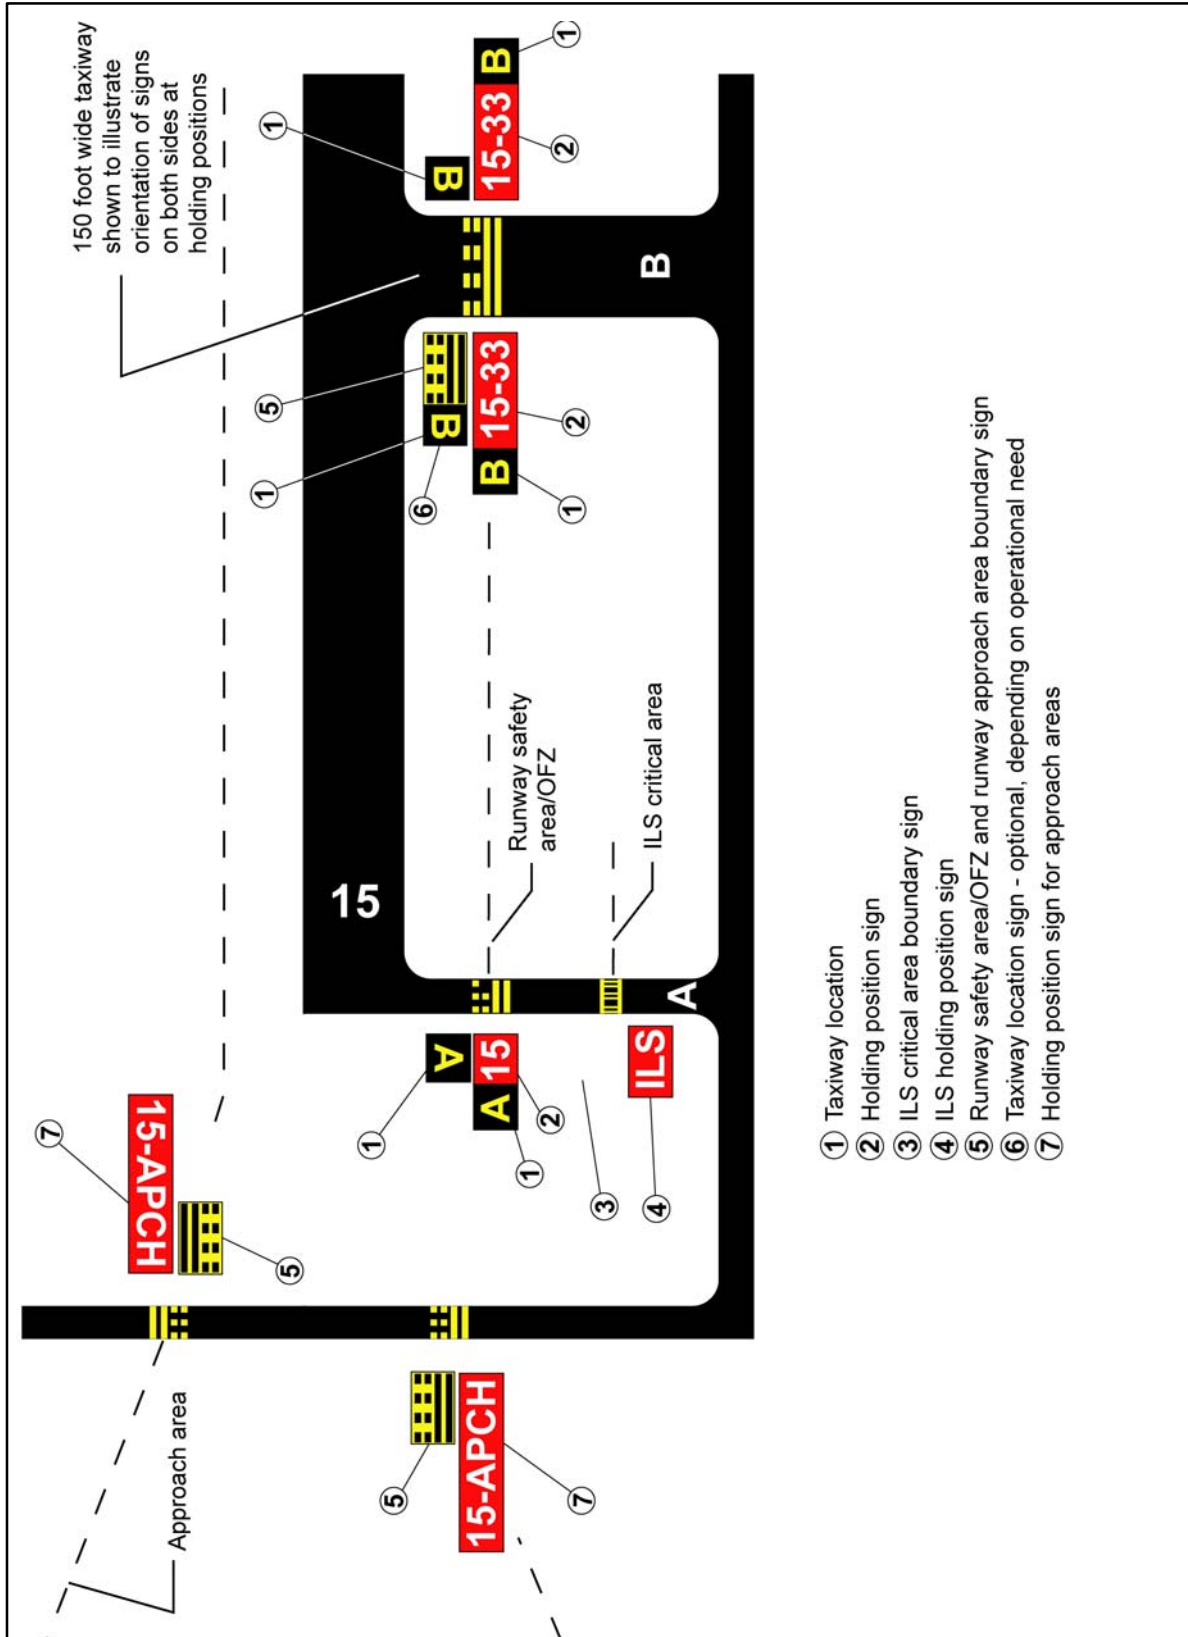 150 foot wide taxiway
shown to illustrate
orientation of signs
on both sides at
holding positions
Approach area
7
15-APCH
5
5
15-APCH
7
15
1
A
A 15
1
2
3
ILS
4
A
Runway safety
area/OFZ
ILS critical area
1
5
B
6
B 15-33
1
2
1
B
15-33 B
2
1
B
1 Taxiway location
2 Holding position sign
3 ILS critical area boundary sign
4 ILS holding position sign
5 Runway safety area/OFZ and runway approach area boundary sign
6 Taxiway location sign - optional, depending on operational need
7 Holding position sign for approach areas